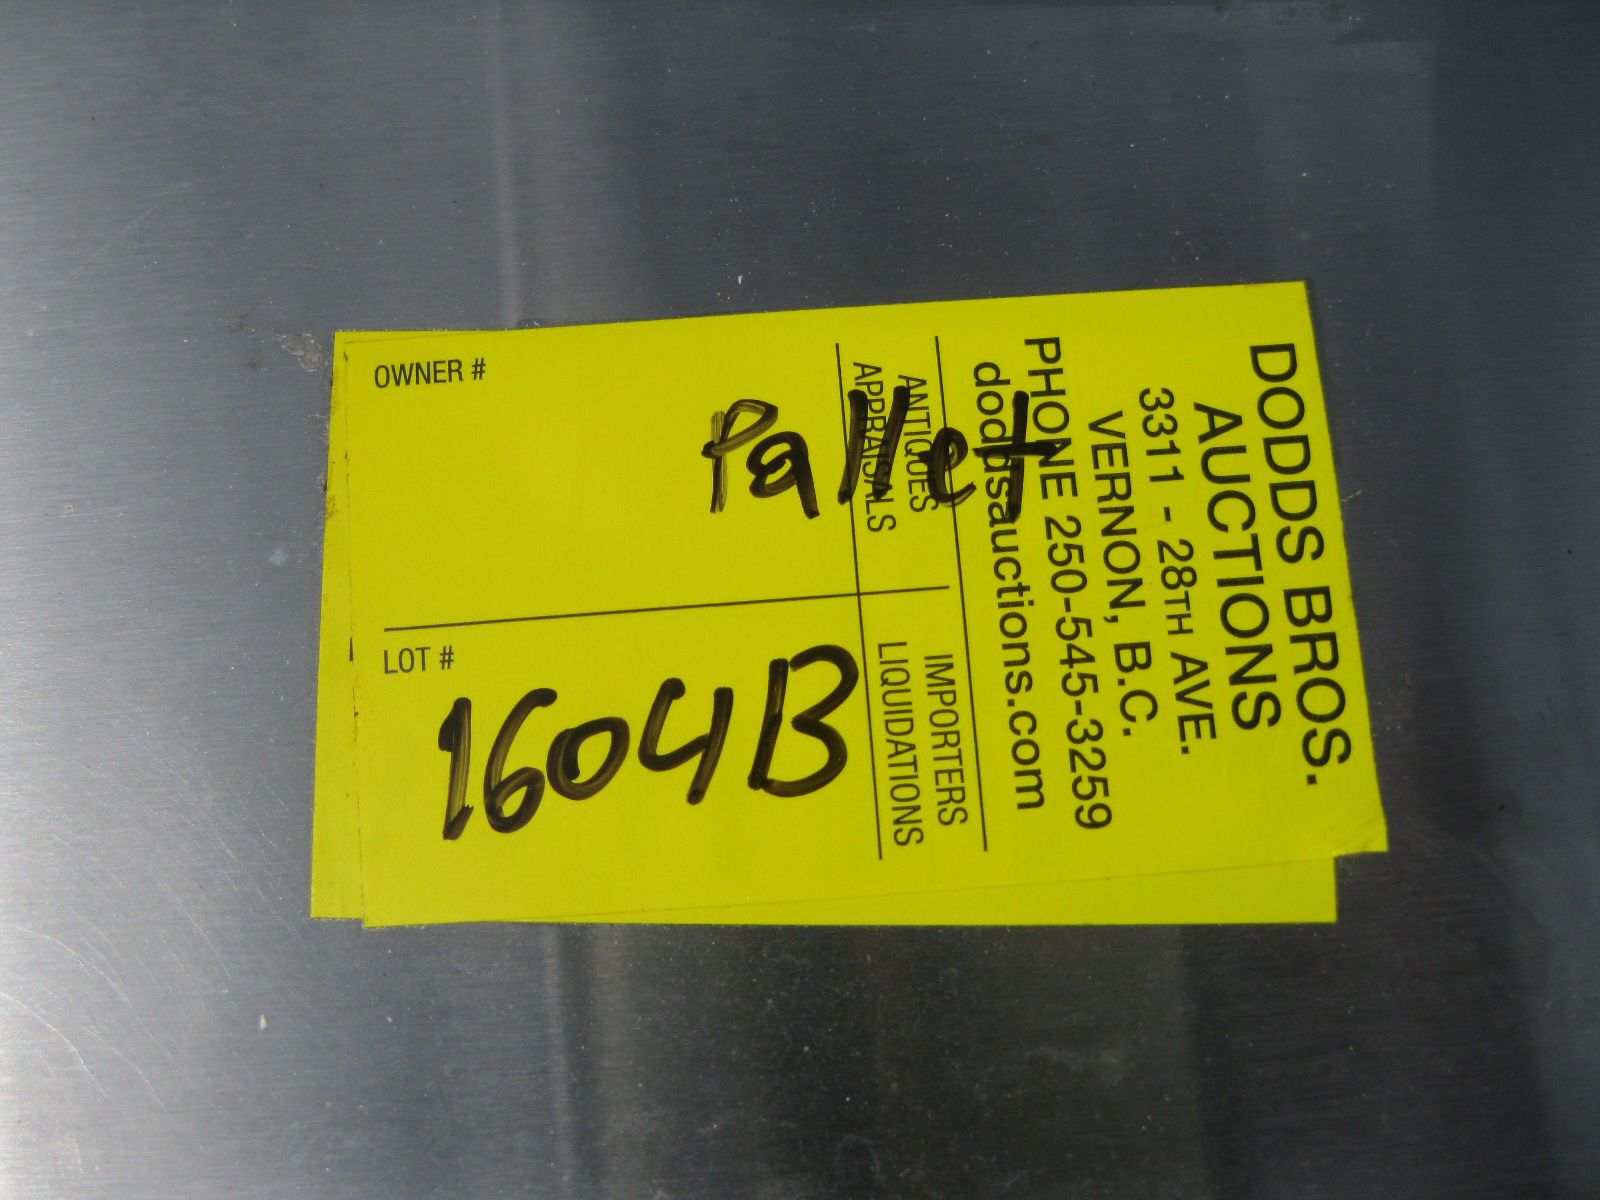 DODDS BROS.
AUCTIONS
3311 - 28TH AVE.
VERNON, B.C.
PHONE 250-545-3259
doddsauctions.com
ANTIQUES
APPRAISALS
IMPORTERS
LIQUIDATIONS
OWNER #
Pallet
LOT #
1604B